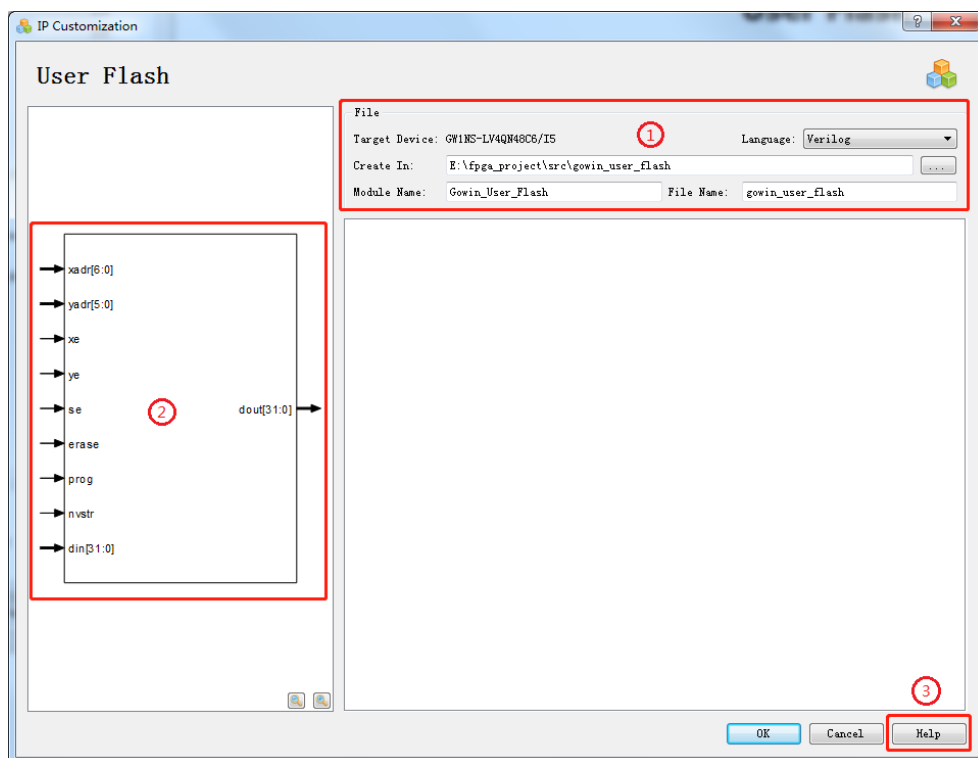 IP Customization
User Flash
File
Target Device: GW1NS-LV4QN48C6/I5
①
Language: Verilog
Create In: E:\fpga_project\src\gowin_user_flash ...
Module Name: Gowin_User_Flash File Name: gowin_user_flash
xadr[6:0]
yadr[5:0]
xe
ye
se
②
dout[31:0]
erase
prog
nvstr
din[31:0]
③
OK Cancel Help